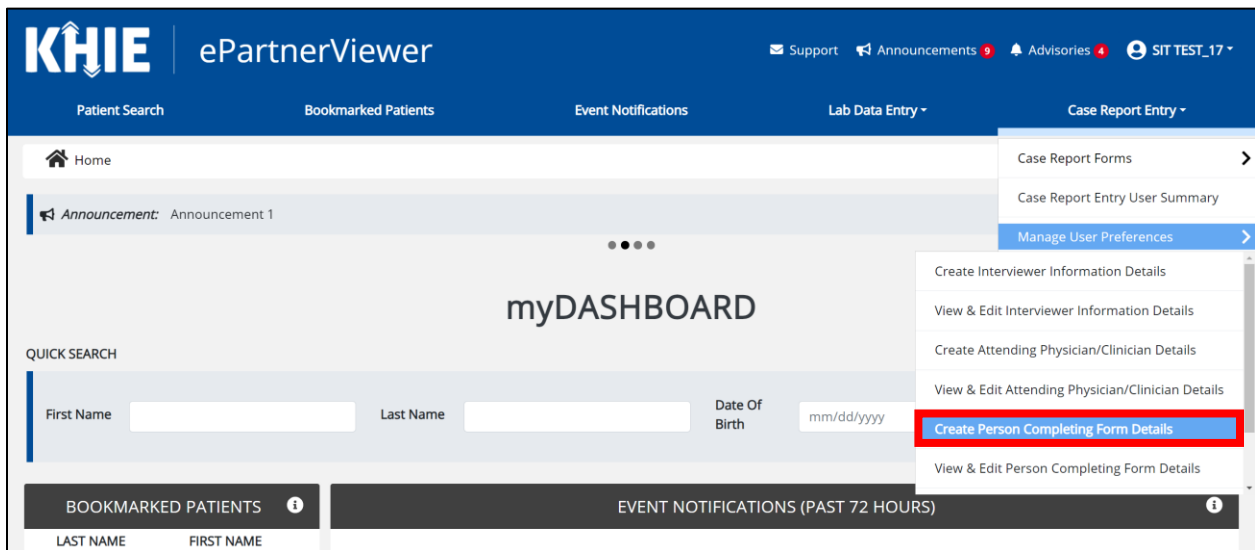 KHIE ePartnerViewer
Support Announcements 9 Advisories 4 SIT TEST_17
Patient Search Bookmarked Patients Event Notifications Lab Data Entry Case Report Entry
Home
Case Report Forms
Case Report Entry User Summary
Announcement: Announcement 1
Manage User Preferences
Create Interviewer Information Details
View & Edit Interviewer Information Details
Create Attending Physician/Clinician Details
View & Edit Attending Physician/Clinician Details
Create Person Completing Form Details
View & Edit Person Completing Form Details
myDASHBOARD
QUICK SEARCH
First Name
Last Name
Date Of
Birth
mm/dd/yyyy
BOOKMARKED PATIENTS
EVENT NOTIFICATIONS (PAST 72 HOURS)
LAST NAME FIRST NAME